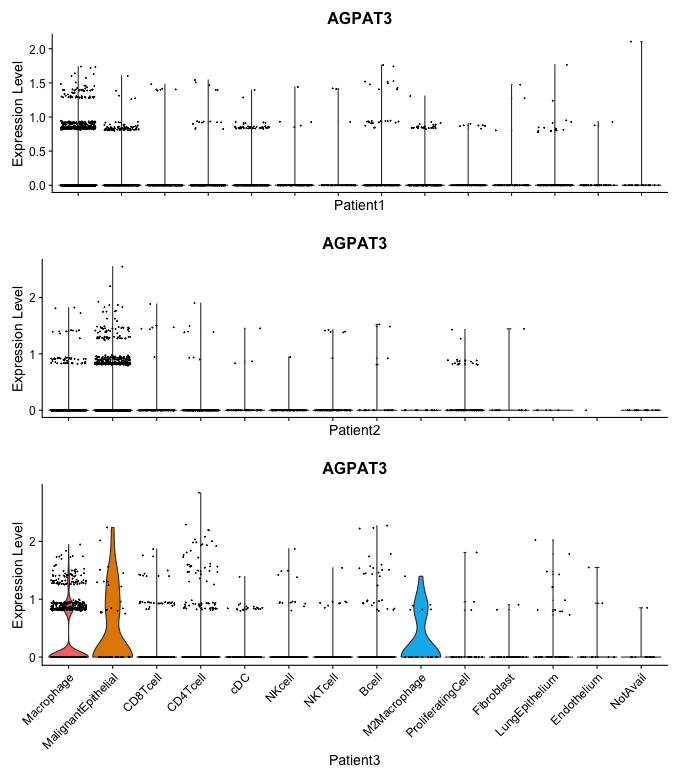 AGPAT3
Expression Level
2.0
1.5
1.0
0.5
0.0
Patient1
AGPAT3
Expression Level
2
1
0
Patient2
AGPAT3
Expression Level
2
1
0
Macrophage
MalignantEpithelial
CD8Tcell
CD4Tcell
cDC
NKcell
NKTcell
Bcell
M2Macrophage
ProliferatingCell
Fibroblast
LungEpithelium
Endothelium
NotAvail
Patient3